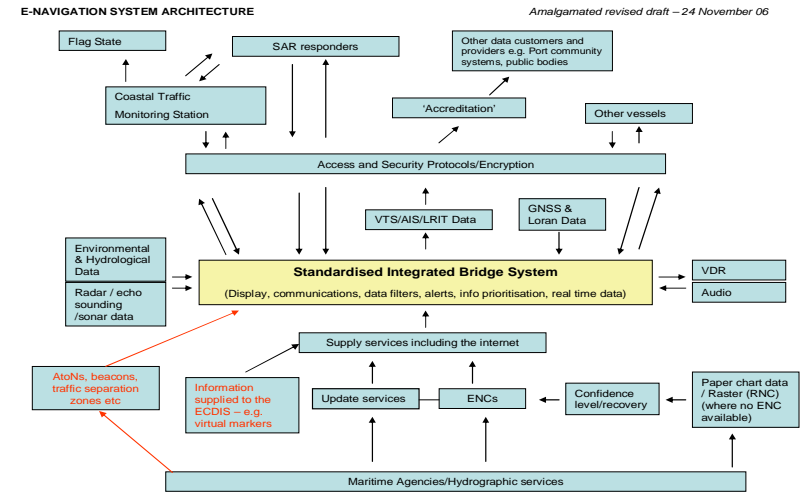 E-NAVIGATION SYSTEM ARCHITECTURE
Amalgamated revised draft – 24 November 06
Flag State
SAR responders
Other data customers and
providers e.g. Port community
systems, public bodies
Coastal Traffic
Monitoring Station
'Accreditation'
Other vessels
Access and Security Protocols/Encryption
VTS/AIS/LRIT Data
GNSS &
Loran Data
Environmental
& Hydrological
Data
Radar / echo
sounding
/sonar data
Standardised Integrated Bridge System
(Display, communications, data filters, alerts, info prioritisation, real time data)
VDR
Audio
Supply services including the internet
AtoNs, beacons,
traffic separation
zones etc
Information
supplied to the
ECDIS – e.g.
virtual markers
Update services
ENCs
Confidence
level/recovery
Paper chart data
/ Raster (RNC)
(where no ENC
available)
Maritime Agencies/Hydrographic services